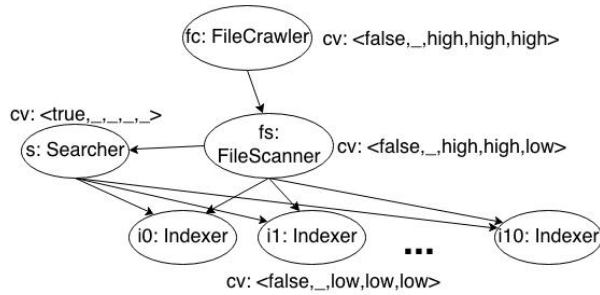 fc: FileCrawler
cv: <false,_,high,high,high>
cv: <true,_,_,_,_>
s: Searcher
fs:
FileScanner
cv: <false,_,high,high,low>
i0: Indexer
i1: Indexer
...
i10: Indexer
cv: <false,_,low,low,low>